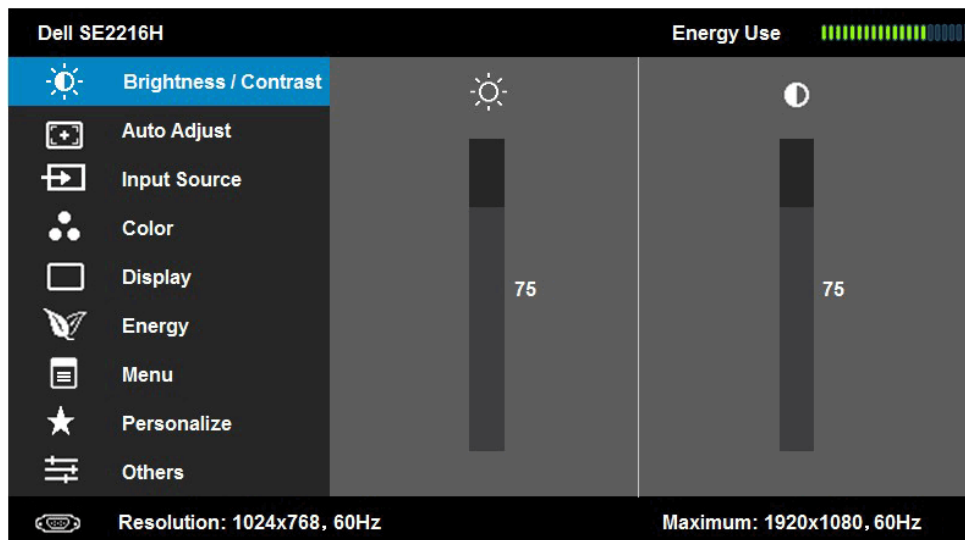 Dell SE2216H Energy Use
Brightness / Contrast
Auto Adjust
Input Source
Color
Display
75 75
Energy
Menu
Personalize
Others
Resolution: 1024x768, 60Hz Maximum: 1920x1080, 60Hz